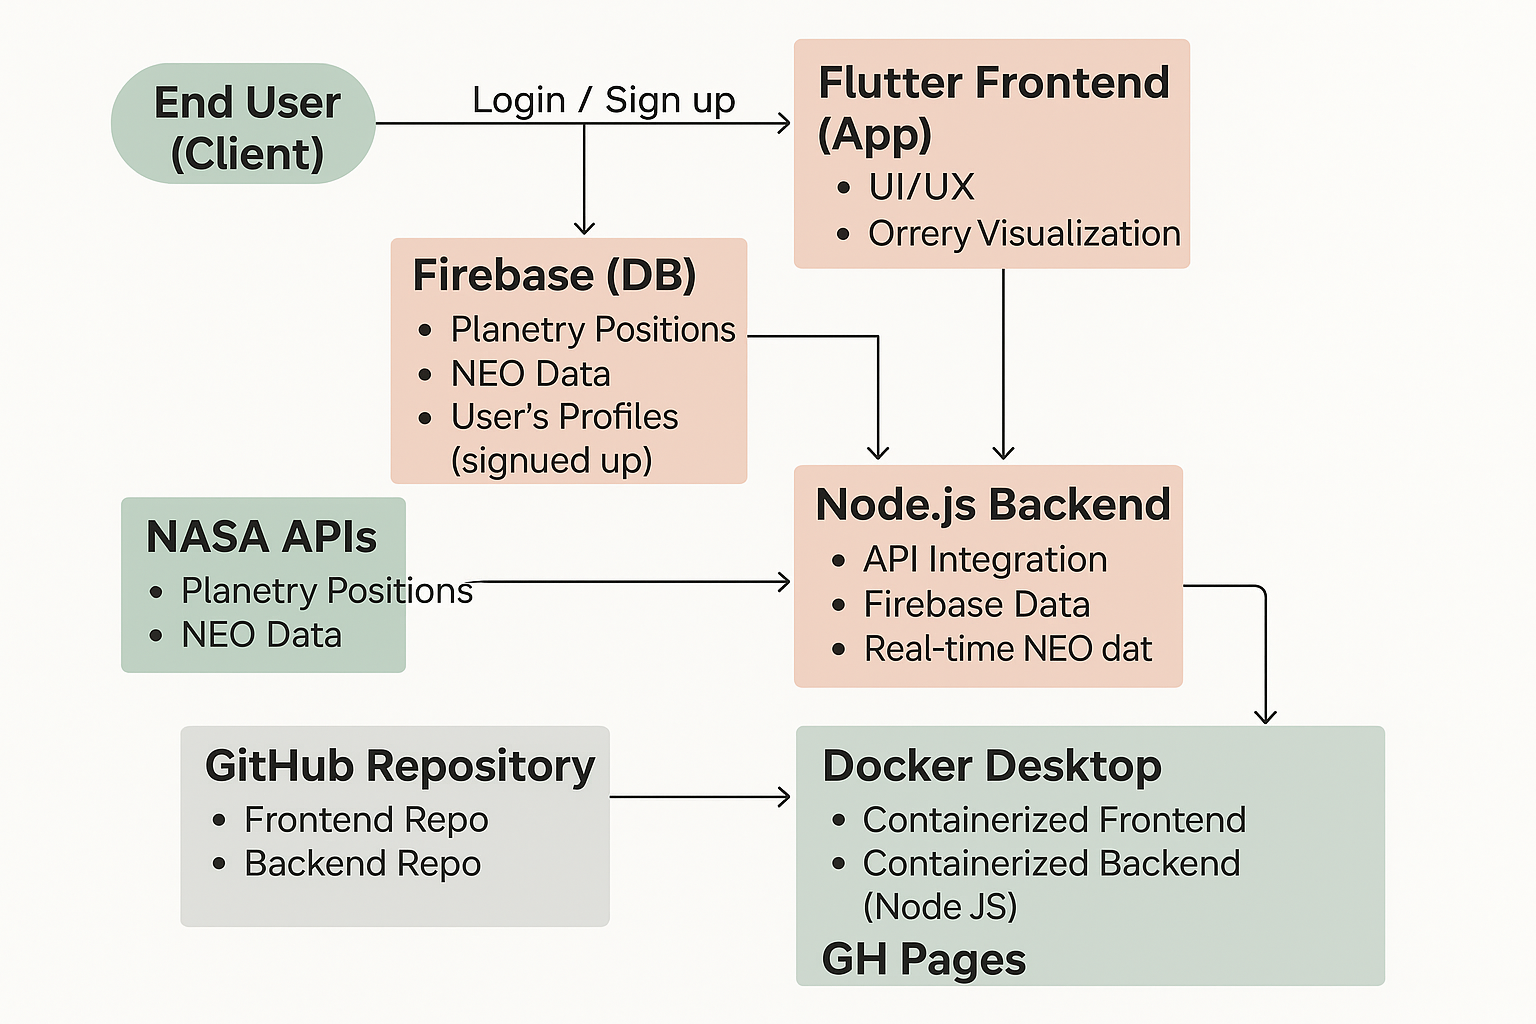 End User
(Client)
Login / Sign up
Flutter Frontend
(App)
• UI/UX
• Orrery Visualization
Firebase (DB)
• Planetry Positions
• NEO Data
• User’s Profiles
(signued up)
NASA APIs
• Planetry Positions
• NEO Data
Node.js Backend
• API Integration
• Firebase Data
• Real-time NEO dat
GitHub Repository
• Frontend Repo
• Backend Repo
Docker Desktop
• Containerized Frontend
• Containerized Backend
(Node JS)
GH Pages